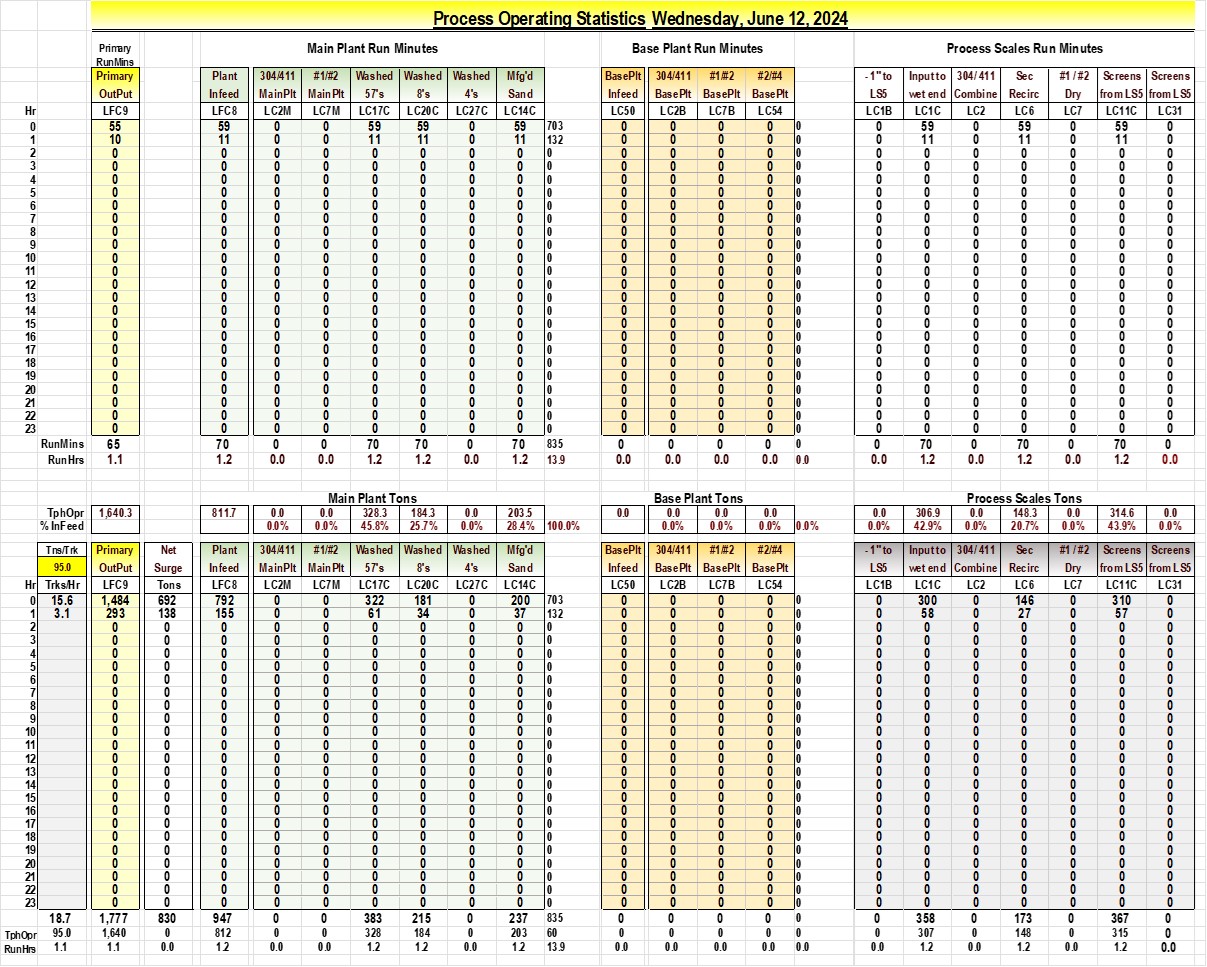 Process Operating Statistics Wednesday, June 12, 2024
Primary Main Plant Run Minutes Base Plant Run Minutes Process Scales Run Minutes
RunMins
Primary Plant 304/411 #1/#2 Washed Washed Washed Mfg'd BasePlt 304/411 #1/#2 #2/#4 - 1" to Input to 304/ 411 Sec #1 / #2 Screens Screens
OutPut Infeed MainPlt MainPlt 57's 8's 4's Sand Infeed BasePlt BasePlt BasePlt LS5 wet end Combine Recirc Dry from LS5 from LS5
Hr LFC9 LFC8 LC2M LC7M LC17C LC20C LC27C LC14C LC50 LC2B LC7B LC54 LC1B LC1C LC2 LC6 LC7 LC11C LC31
0 55 59 0 0 59 59 0 59 703 0 0 0 0 0 0 59 0 59 0 59 0
1 10 11 0 0 11 11 0 11 132 0 0 0 0 0 0 11 0 11 0 11 0
2 0 0 0 0 0 0 0 0 0 0 0 0 0 0 0 0 0 0 0 0 0
3 0 0 0 0 0 0 0 0 0 0 0 0 0 0 0 0 0 0 0 0 0
4 0 0 0 0 0 0 0 0 0 0 0 0 0 0 0 0 0 0 0 0 0
5 0 0 0 0 0 0 0 0 0 0 0 0 0 0 0 0 0 0 0 0 0
6 0 0 0 0 0 0 0 0 0 0 0 0 0 0 0 0 0 0 0 0 0
7 0 0 0 0 0 0 0 0 0 0 0 0 0 0 0 0 0 0 0 0 0
8 0 0 0 0 0 0 0 0 0 0 0 0 0 0 0 0 0 0 0 0 0
9 0 0 0 0 0 0 0 0 0 0 0 0 0 0 0 0 0 0 0 0 0
10 0 0 0 0 0 0 0 0 0 0 0 0 0 0 0 0 0 0 0 0 0
11 0 0 0 0 0 0 0 0 0 0 0 0 0 0 0 0 0 0 0 0 0
12 0 0 0 0 0 0 0 0 0 0 0 0 0 0 0 0 0 0 0 0 0
13 0 0 0 0 0 0 0 0 0 0 0 0 0 0 0 0 0 0 0 0 0
14 0 0 0 0 0 0 0 0 0 0 0 0 0 0 0 0 0 0 0 0 0
15 0 0 0 0 0 0 0 0 0 0 0 0 0 0 0 0 0 0 0 0 0
16 0 0 0 0 0 0 0 0 0 0 0 0 0 0 0 0 0 0 0 0 0
17 0 0 0 0 0 0 0 0 0 0 0 0 0 0 0 0 0 0 0 0 0
18 0 0 0 0 0 0 0 0 0 0 0 0 0 0 0 0 0 0 0 0 0
19 0 0 0 0 0 0 0 0 0 0 0 0 0 0 0 0 0 0 0 0 0
20 0 0 0 0 0 0 0 0 0 0 0 0 0 0 0 0 0 0 0 0 0
21 0 0 0 0 0 0 0 0 0 0 0 0 0 0 0 0 0 0 0 0 0
22 0 0 0 0 0 0 0 0 0 0 0 0 0 0 0 0 0 0 0 0 0
23 0 0 0 0 0 0 0 0 0 0 0 0 0 0 0 0 0 0 0 0 0
RunMins 65 70 0 0 70 70 0 70 835 0 0 0 0 0 0 70 0 70 0 70 0
RunHrs 1.1 1.2 0.0 0.0 1.2 1.2 0.0 1.2 13.9 0.0 0.0 0.0 0.0 0.0 0.0 1.2 0.0 1.2 0.0 1.2 0.0
Main Plant Tons Base Plant Tons Process Scales Tons
TphOpr 1,640.3 811.7 0.0 0.0 328.3 184.3 0.0 203.5 0.0 0.0 0.0 0.0 0.0 306.9 0.0 148.3 0.0 314.6 0.0
% InFeed 0.0% 0.0% 45.8% 25.7% 0.0% 28.4% 100.0% 0.0% 0.0% 0.0% 0.0% 0.0% 42.9% 0.0% 20.7% 0.0% 43.9% 0.0%
Tns/Trk Primary Net Plant 304/411 #1/#2 Washed Washed Washed Mfg'd BasePlt 304/411 #1/#2 #2/#4 - 1" to Input to 304/ 411 Sec #1 / #2 Screens Screens
95.0 OutPut Surge Infeed MainPlt MainPlt 57's 8's 4's Sand Infeed BasePlt BasePlt BasePlt LS5 wet end Combine Recirc Dry from LS5 from LS5
Hr Trks/Hr LFC9 Tons LFC8 LC2M LC7M LC17C LC20C LC27C LC14C LC50 LC2B LC7B LC54 LC1B LC1C LC2 LC6 LC7 LC11C LC31
0 15.6 1,484 692 792 0 0 322 181 0 200 703 0 0 0 0 0 0 300 0 146 0 310 0
1 3.1 293 138 155 0 0 61 34 0 37 132 0 0 0 0 0 0 58 0 27 0 57 0
2 0 0 0 0 0 0 0 0 0 0 0 0 0 0 0 0 0 0 0 0 0 0
3 0 0 0 0 0 0 0 0 0 0 0 0 0 0 0 0 0 0 0 0 0 0
4 0 0 0 0 0 0 0 0 0 0 0 0 0 0 0 0 0 0 0 0 0 0
5 0 0 0 0 0 0 0 0 0 0 0 0 0 0 0 0 0 0 0 0 0 0
6 0 0 0 0 0 0 0 0 0 0 0 0 0 0 0 0 0 0 0 0 0 0
7 0 0 0 0 0 0 0 0 0 0 0 0 0 0 0 0 0 0 0 0 0 0
8 0 0 0 0 0 0 0 0 0 0 0 0 0 0 0 0 0 0 0 0 0 0
9 0 0 0 0 0 0 0 0 0 0 0 0 0 0 0 0 0 0 0 0 0 0
10 0 0 0 0 0 0 0 0 0 0 0 0 0 0 0 0 0 0 0 0 0 0
11 0 0 0 0 0 0 0 0 0 0 0 0 0 0 0 0 0 0 0 0 0 0
12 0 0 0 0 0 0 0 0 0 0 0 0 0 0 0 0 0 0 0 0 0 0
13 0 0 0 0 0 0 0 0 0 0 0 0 0 0 0 0 0 0 0 0 0 0
14 0 0 0 0 0 0 0 0 0 0 0 0 0 0 0 0 0 0 0 0 0 0
15 0 0 0 0 0 0 0 0 0 0 0 0 0 0 0 0 0 0 0 0 0 0
16 0 0 0 0 0 0 0 0 0 0 0 0 0 0 0 0 0 0 0 0 0 0
17 0 0 0 0 0 0 0 0 0 0 0 0 0 0 0 0 0 0 0 0 0 0
18 0 0 0 0 0 0 0 0 0 0 0 0 0 0 0 0 0 0 0 0 0 0
19 0 0 0 0 0 0 0 0 0 0 0 0 0 0 0 0 0 0 0 0 0 0
20 0 0 0 0 0 0 0 0 0 0 0 0 0 0 0 0 0 0 0 0 0 0
21 0 0 0 0 0 0 0 0 0 0 0 0 0 0 0 0 0 0 0 0 0 0
22 0 0 0 0 0 0 0 0 0 0 0 0 0 0 0 0 0 0 0 0 0 0
23 0 0 0 0 0 0 0 0 0 0 0 0 0 0 0 0 0 0 0 0 0 0
18.7 1,777 830 947 0 0 383 215 0 237 835 0 0 0 0 0 0 358 0 173 0 367 0
TphOpr 95.0 1,640 0 812 0 0 328 184 0 203 60 0 0 0 0 0 0 307 0 148 0 315 0
RunHrs 1.1 1.1 0.0 1.2 0.0 0.0 1.2 1.2 0.0 1.2 13.9 0.0 0.0 0.0 0.0 0.0 0.0 1.2 0.0 1.2 0.0 1.2 0.0